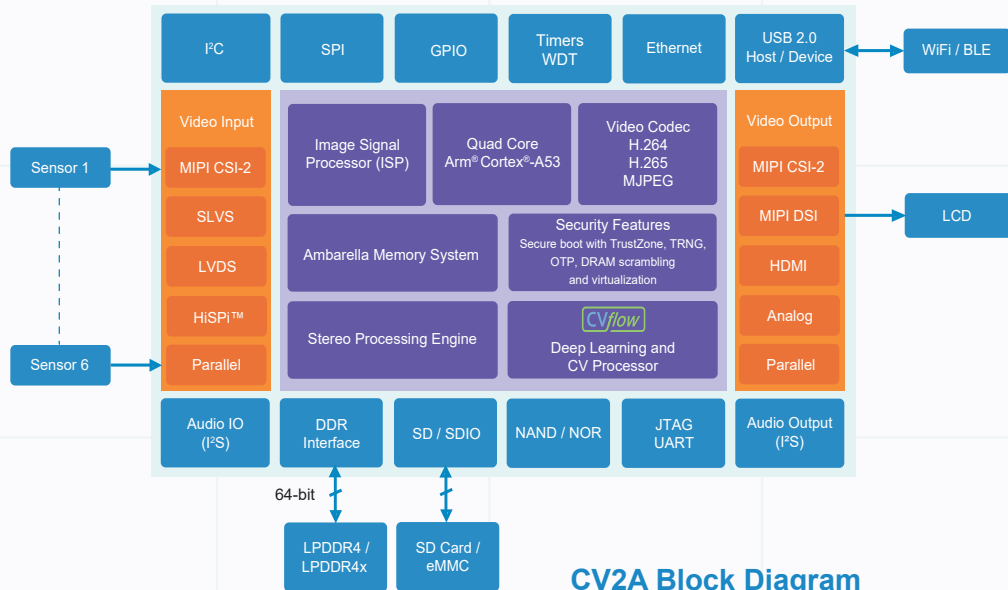 I²C
SPI
GPIO
Timers
WDT
Ethernet
USB 2.0
Host / Device
WiFi / BLE
Video Input
MIPI CSI-2
SLVS
LVDS
HiSPi™
Parallel
Sensor 1
Sensor 6
Image Signal
Processor (ISP)
Quad Core
Arm® Cortex®-A53
Video Codec
H.264
H.265
MJPEG
Ambarella Memory System
Security Features
Secure boot with TrustZone, TRNG,
OTP, DRAM scrambling
and virtualization
Stereo Processing Engine
CVflow
Deep Learning and
CV Processor
Video Output
MIPI CSI-2
MIPI DSI
HDMI
Analog
Parallel
LCD
Audio IO
(I²S)
DDR
Interface
SD / SDIO
NAND / NOR
JTAG
UART
Audio Output
(I²S)
64-bit
LPDDR4 /
LPDDR4x
SD Card /
eMMC
CV2A Block Diagram